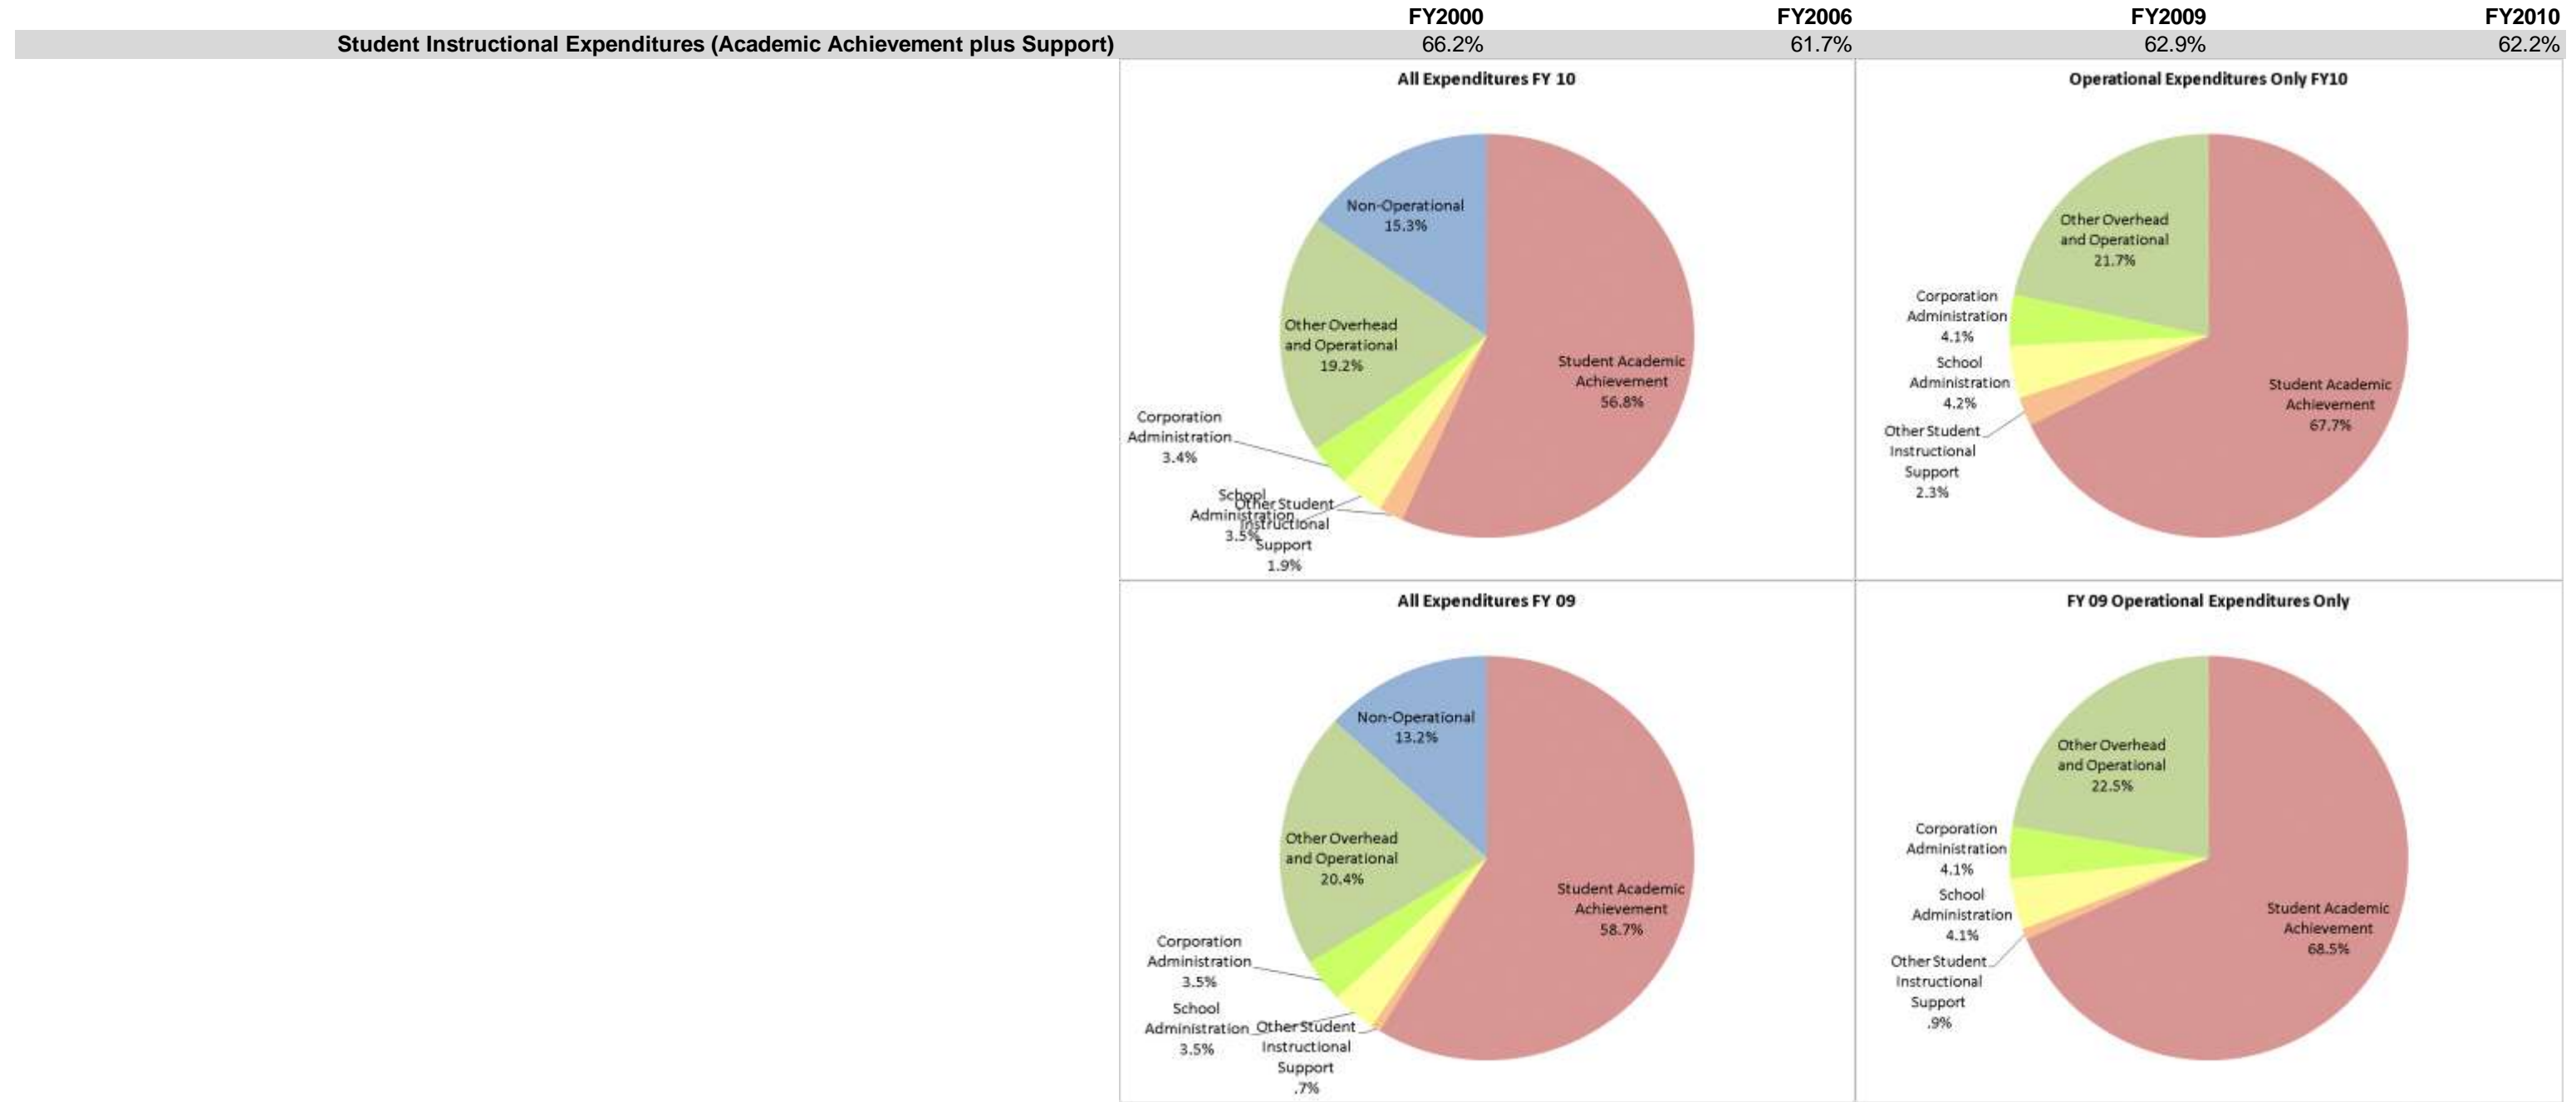 FY2000 FY2006 FY2009 FY2010
Student Instructional Expenditures (Academic Achievement plus Support) 66.2% 61.7% 62.9% 62.2%
All Expenditures FY 10
Non-Operational
15.3%
Other Overhead
and Operational
19.2%
Student Academic
Achievement
56.8%
Corporation
Administration
3.4%
School
Administration
3.5%
Other Student
Instructional
Support
1.9%
Operational Expenditures Only FY10
Other Overhead
and Operational
21.7%
Corporation
Administration
4.1%
School
Administration
4.2%
Other Student
Instructional
Support
2.3%
Student Academic
Achievement
67.7%
All Expenditures FY 09
Non-Operational
13.2%
Other Overhead
and Operational
20.4%
Student Academic
Achievement
58.7%
Corporation
Administration
3.5%
School
Administration
3.5%
Other Student
Instructional
Support
.7%
FY 09 Operational Expenditures Only
Other Overhead
and Operational
22.5%
Corporation
Administration
4.1%
School
Administration
4.1%
Other Student
Instructional
Support
.9%
Student Academic
Achievement
68.5%